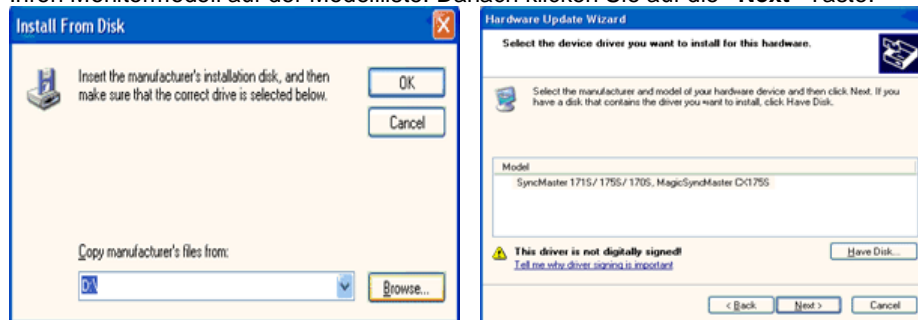 Ihren Monitormodell auf der Modellliste. Danach klicken Sie auf die "Next" Taste.
Install From Disk
Insert the manufacturer's installation disk, and then
make sure that the correct drive is selected below.
OK
Cancel
Copy manufacturer's files from:
D:\
Browse...
Hardware Update Wizard
Select the device driver you want to install for this hardware.
Select the manufacturer and model of your hardware device and then click Next. If you
have a disk that contains the driver you want to install, click Have Disk.
Model
SyncMaster 171S/ 175S/ 170S, MagicSyncMaster CX175S
This driver is not digitally signed!
Tell me why driver signing is important
Have Disk...
< Back
Next >
Cancel